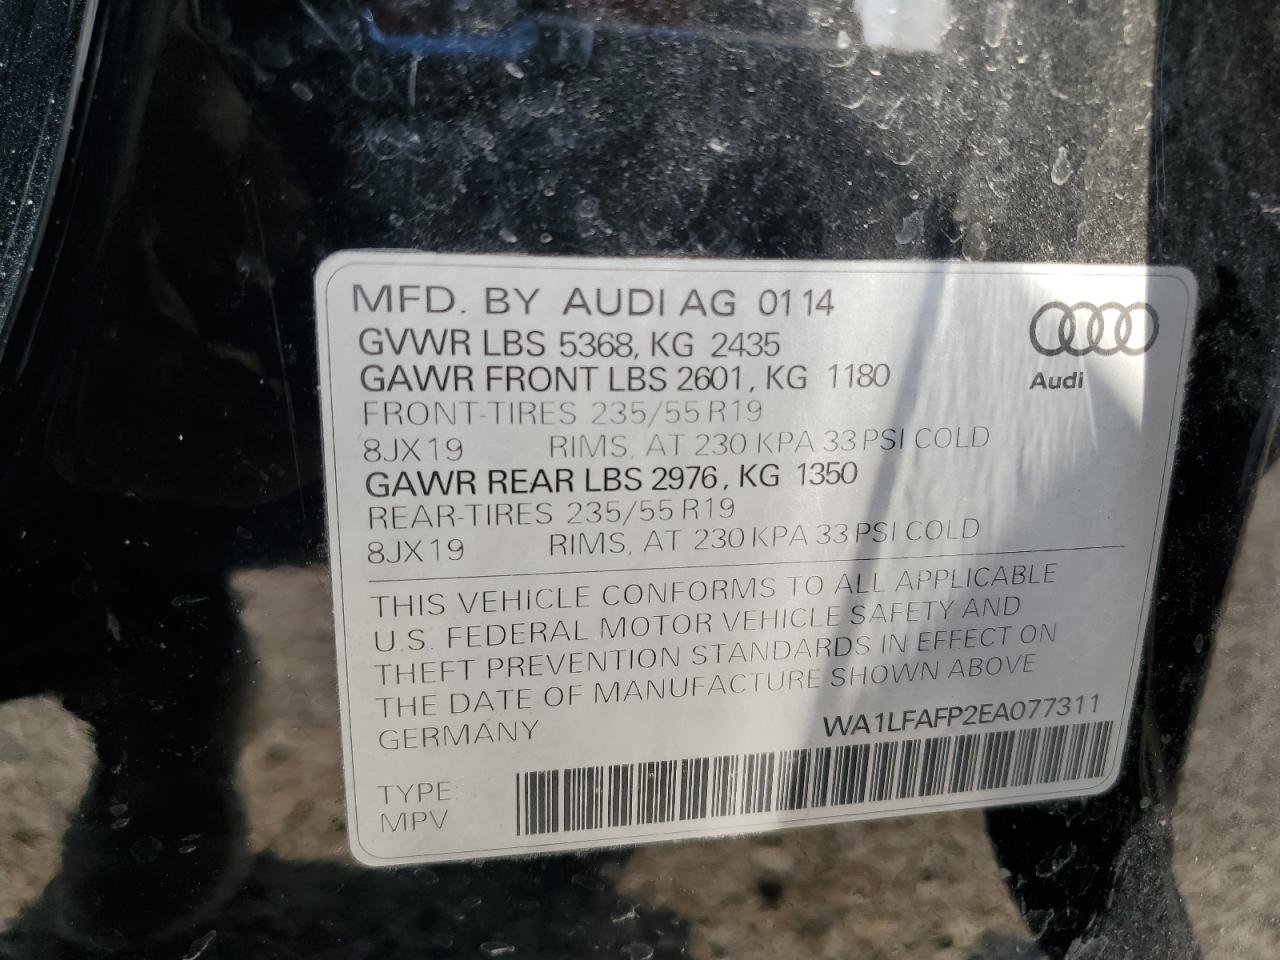 MFD. BY AUDI AG 01 14
GVWR LBS 5368, KG 2435
GAWR FRONT LBS 2601, KG 1180
FRONT-TIRES 235/55 R19
8JX19 RIMS, AT 230 KPA 33 PSI COLD
GAWR REAR LBS 2976, KG 1350
REAR-TIRES 235/55 R19
8JX19 RIMS, AT 230 KPA 33 PSI COLD
Audi
THIS VEHICLE CONFORMS TO ALL APPLICABLE
U.S. FEDERAL MOTOR VEHICLE SAFETY AND
THEFT PREVENTION STANDARDS IN EFFECT ON
THE DATE OF MANUFACTURE SHOWN ABOVE
GERMANY WA1LFAFP2EA077311
TYPE:
MPV